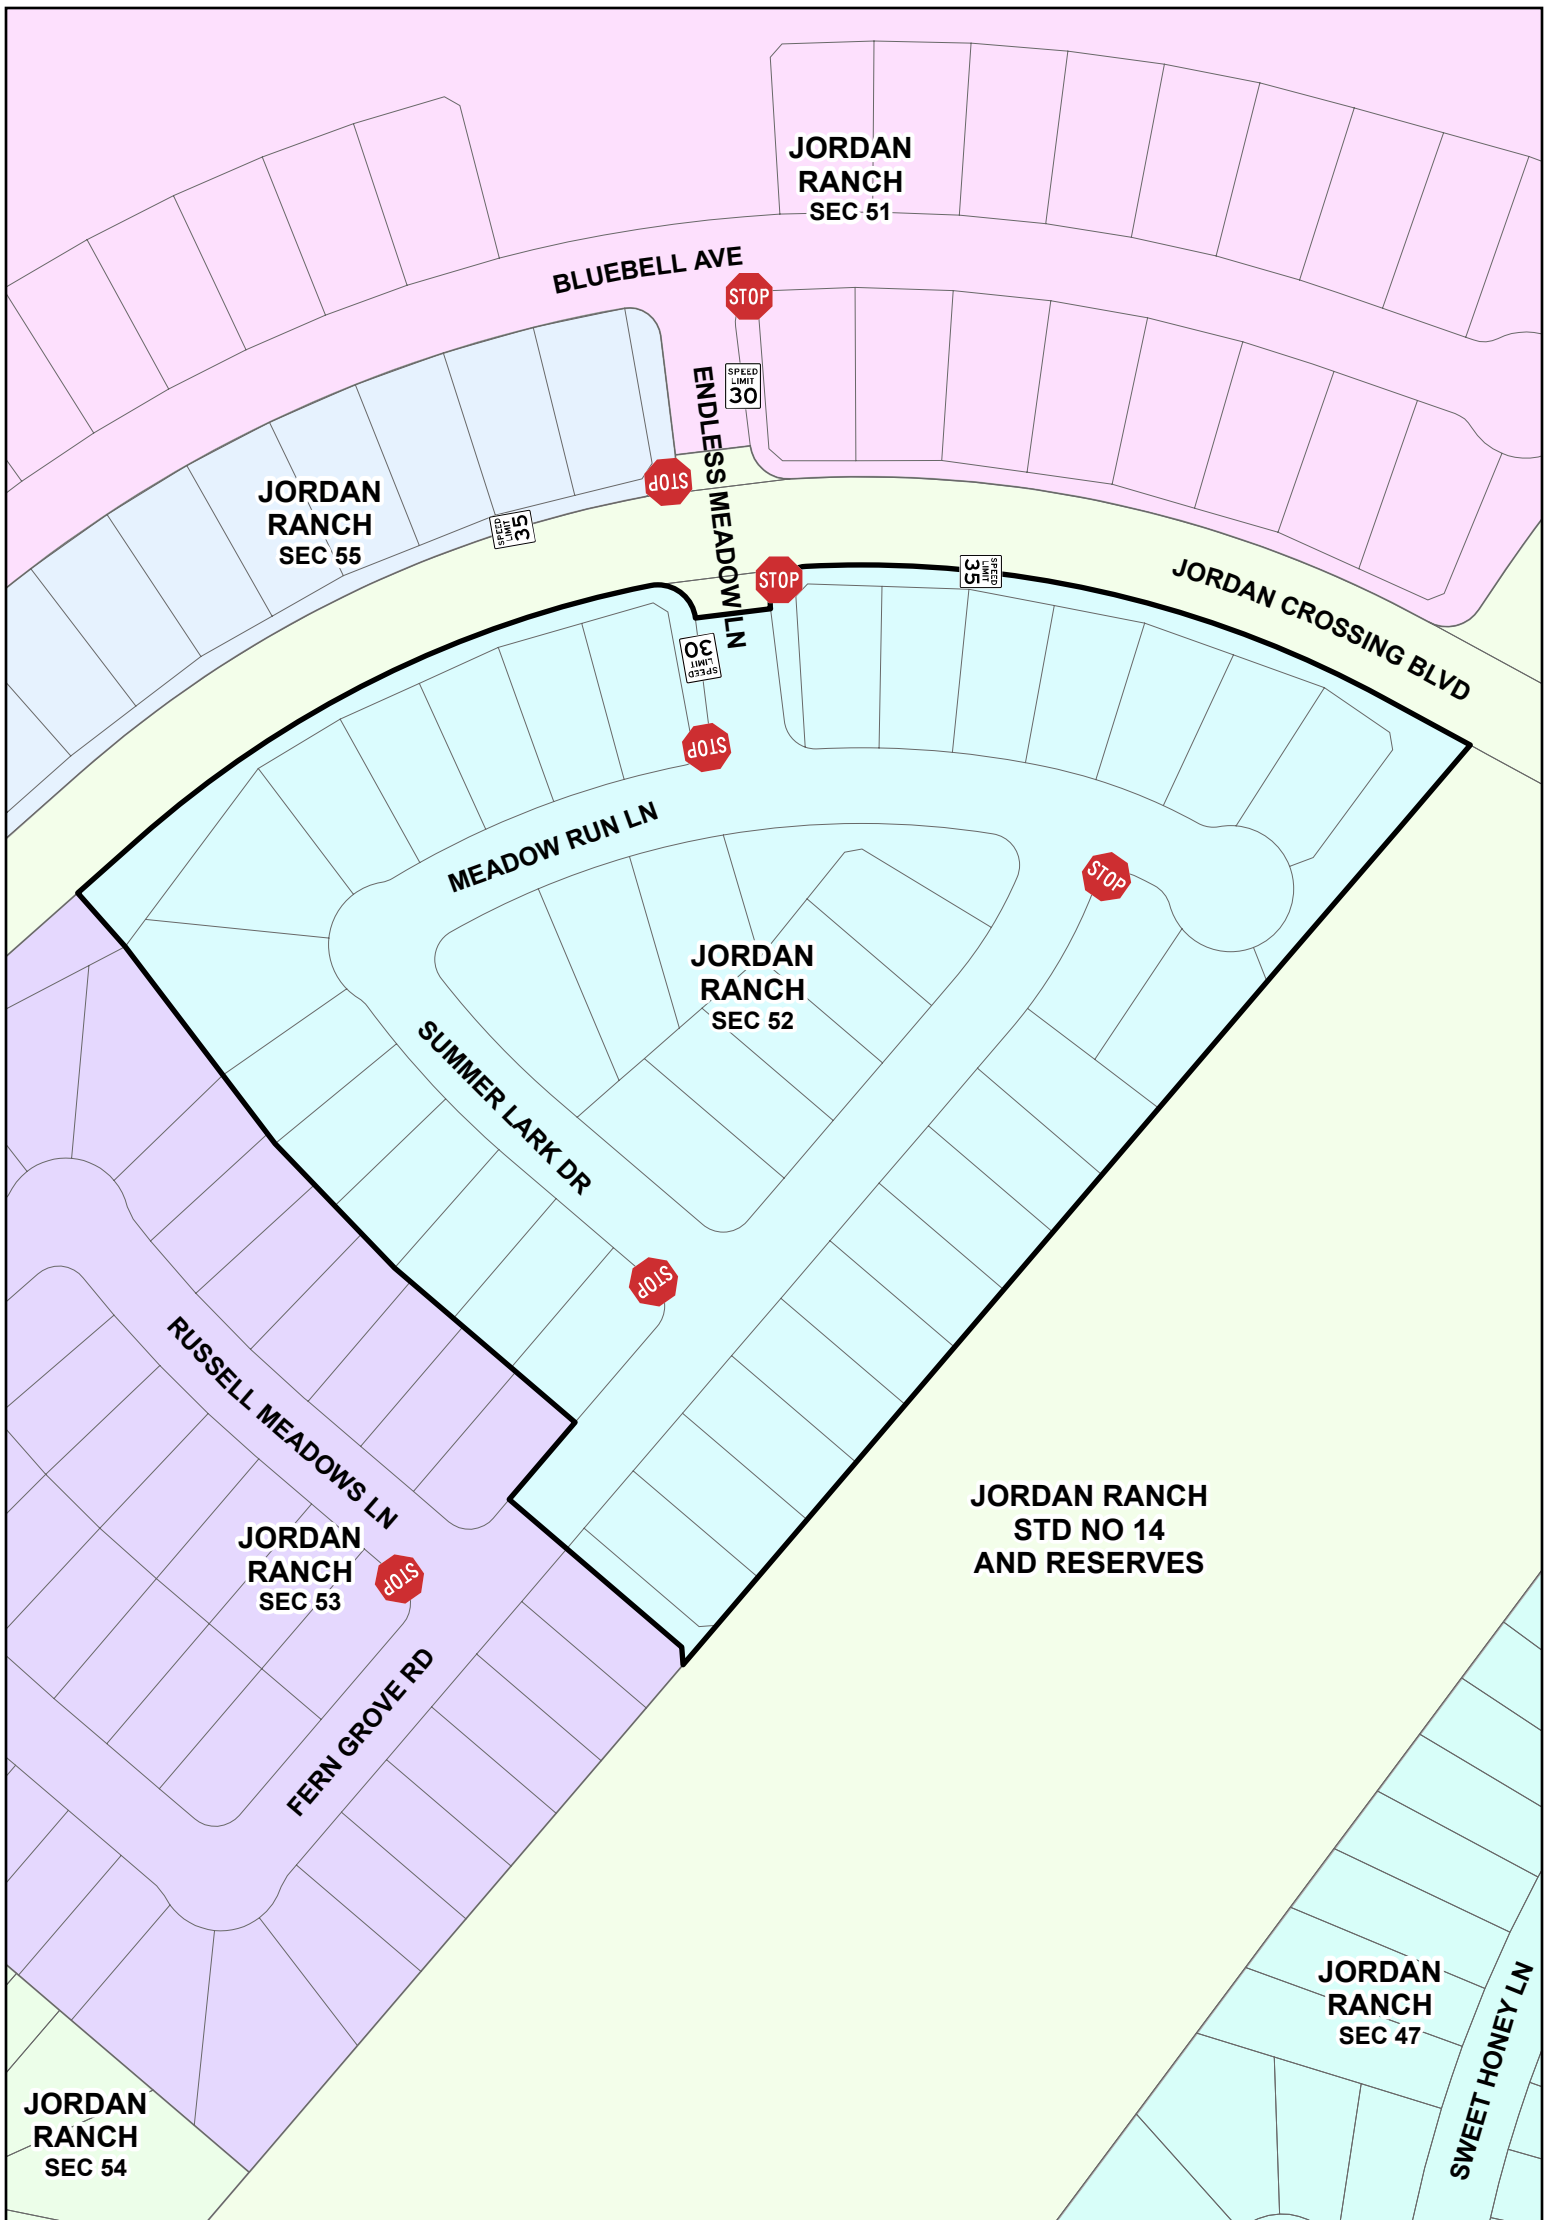 JORDAN
RANCH
SEC 51
BLUEBELL AVE
STOP
SPEED
LIMIT
30
ENDLESS MEADOW LN
STOP
JORDAN
RANCH
SEC 55
SPEED
LIMIT
35
STOP
SPEED
LIMIT
35
JORDAN CROSSING BLVD
SPEED
LIMIT
30
STOP
MEADOW RUN LN
STOP
JORDAN
RANCH
SEC 52
SUMMER LARK DR
STOP
RUSSELL MEADOWS LN
JORDAN RANCH
STD NO 14
AND RESERVES
JORDAN
RANCH
SEC 53
STOP
FERN GROVE RD
JORDAN
RANCH
SEC 47
SWEET HONEY LN
JORDAN
RANCH
SEC 54